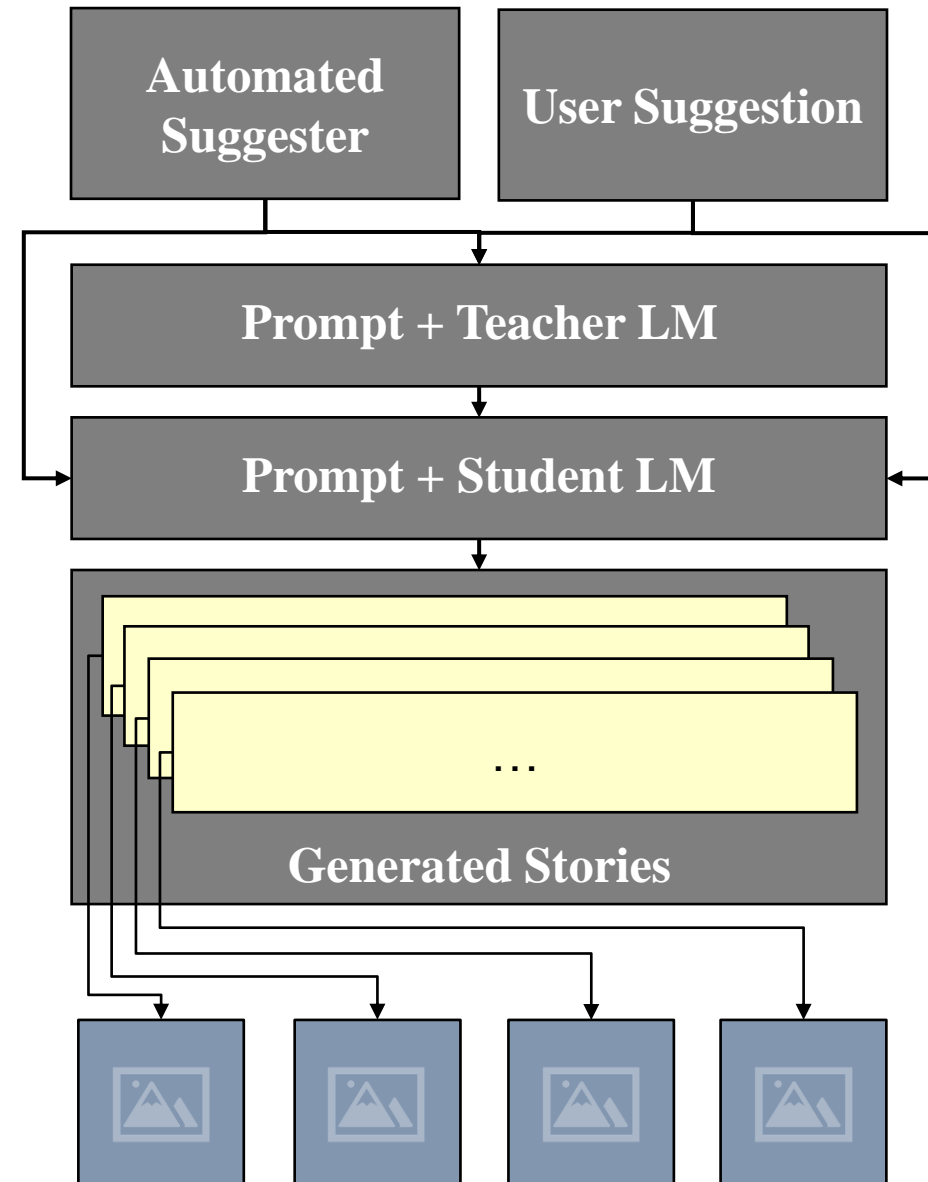 Automated
Suggester
User Suggestion
Prompt + Teacher LM
Prompt + Student LM
...
Generated Stories